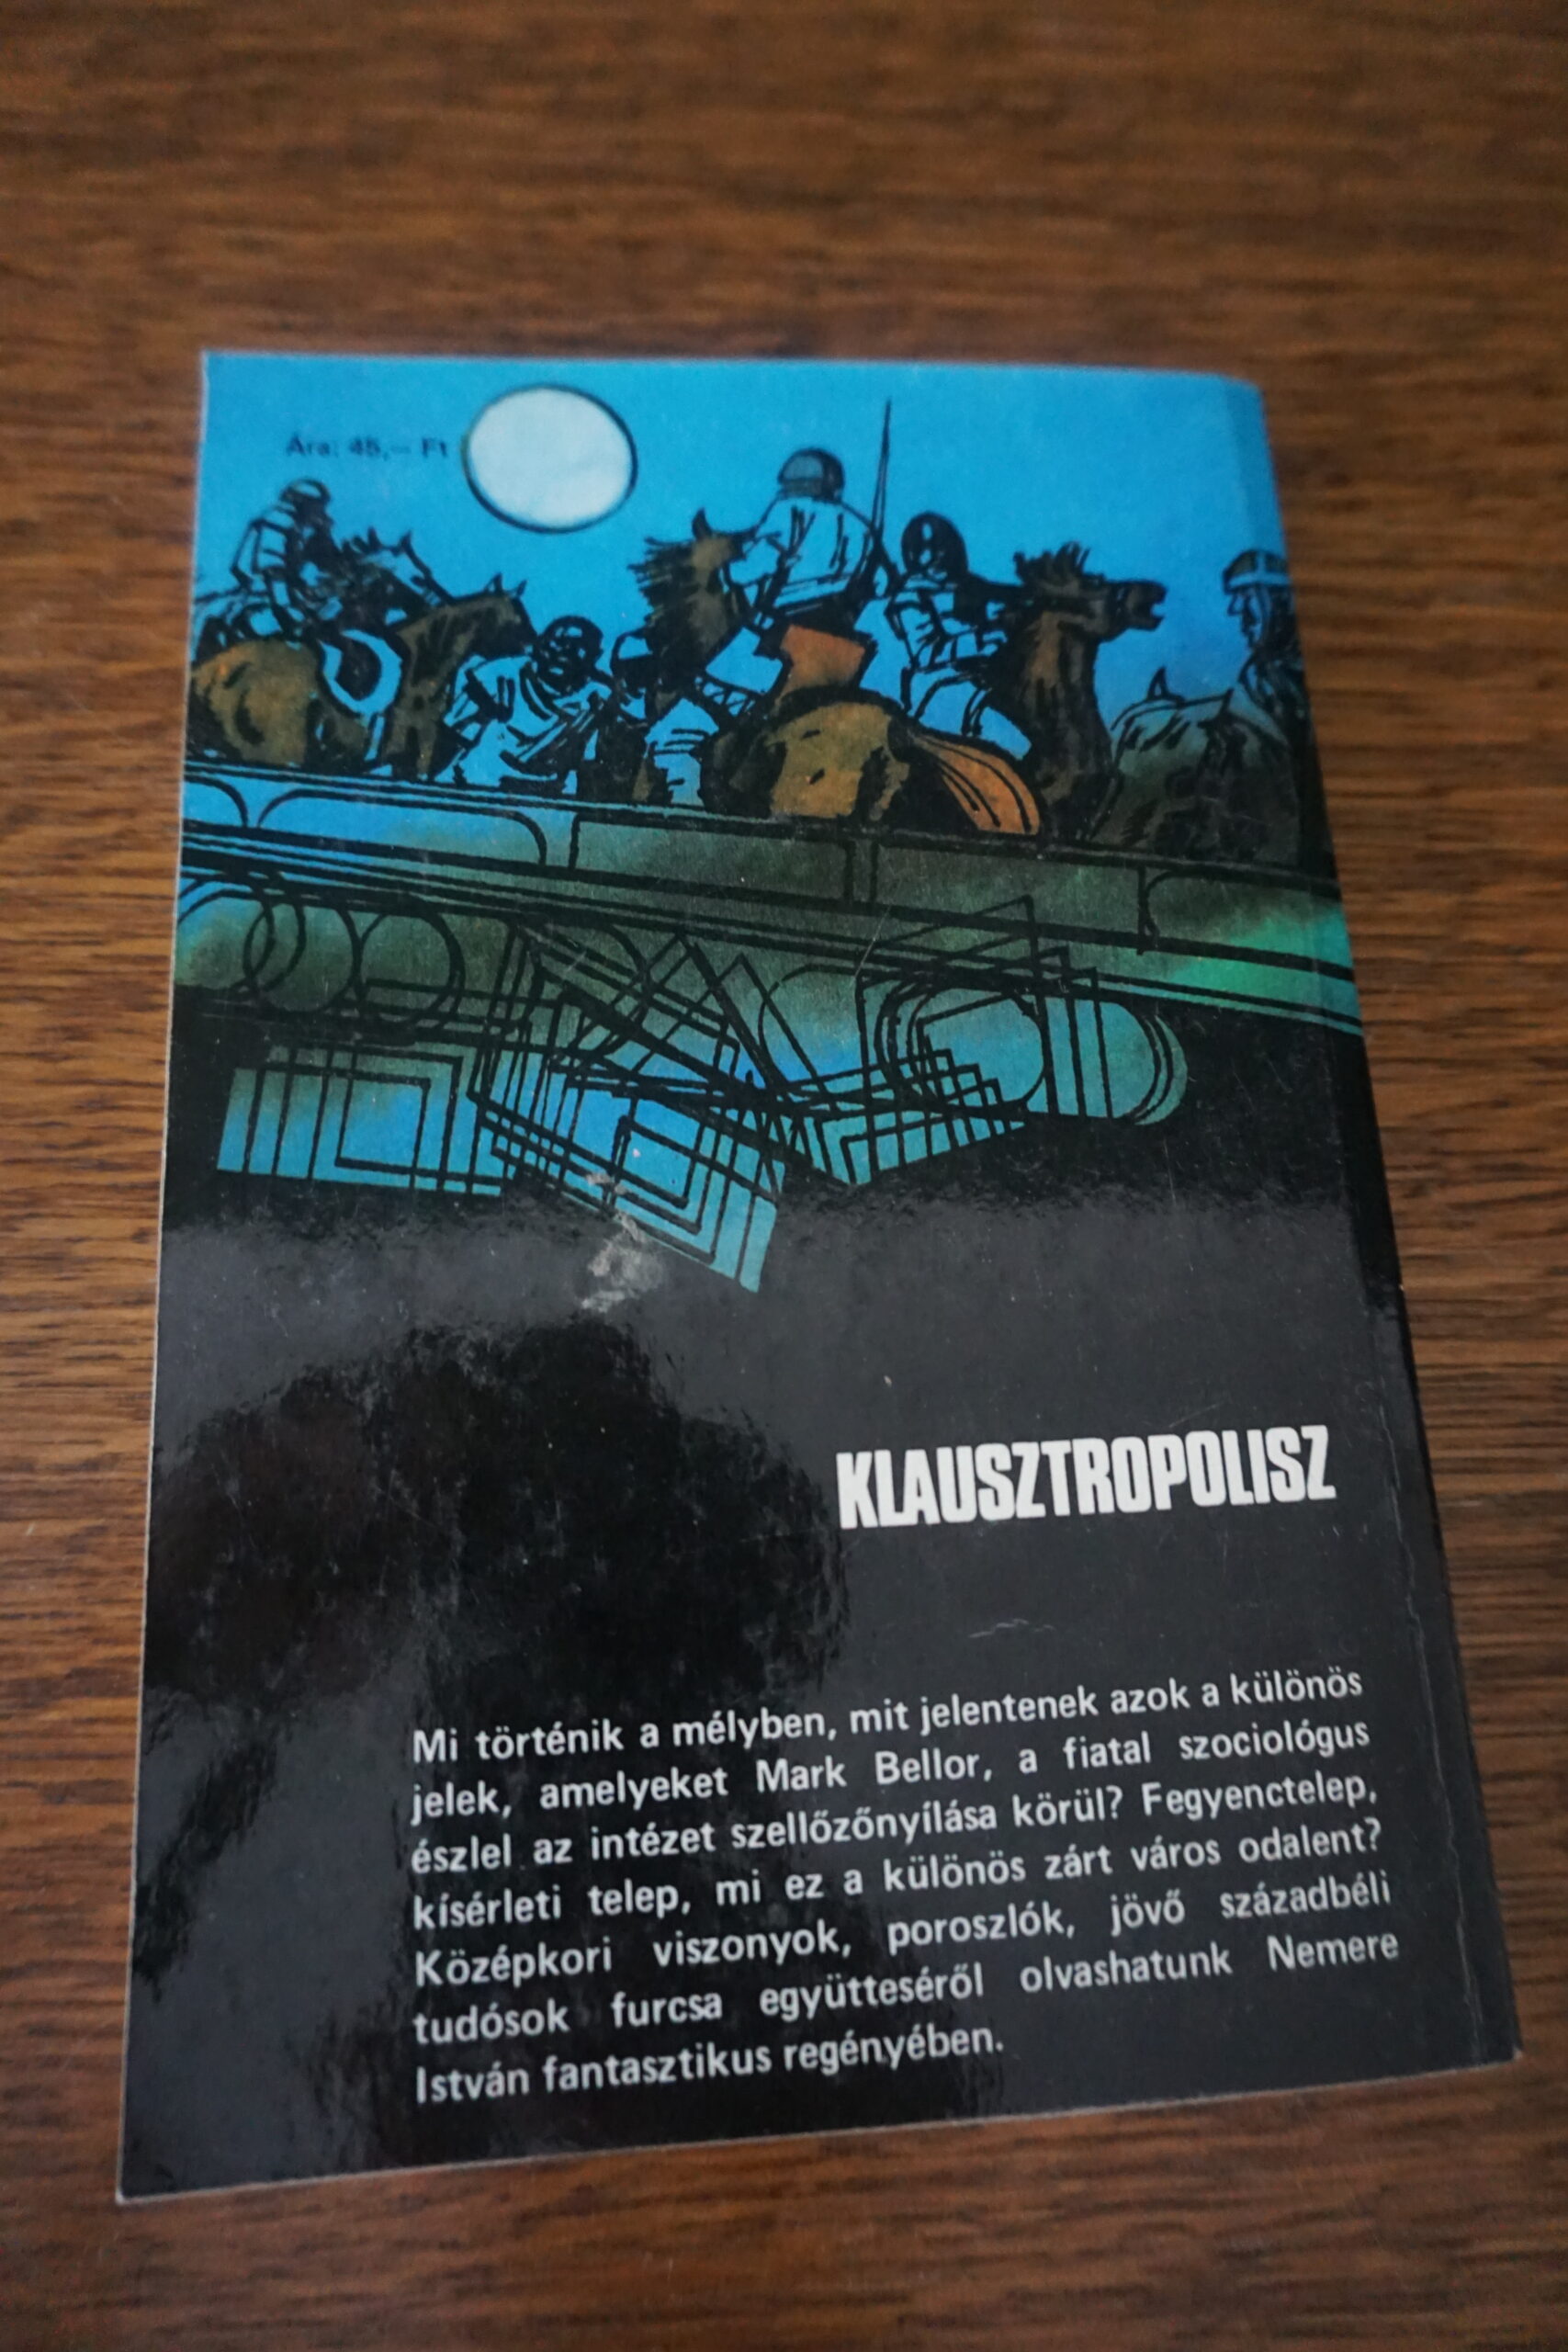 Ára: 45,— Ft
KLAUSZTROPOLISZ
Mi történik a mélyben, mit jelentenek azok a különös
jelek, amelyeket Mark Bellor, a fiatal szociológus
észlel az intézet szellőzőnyílása körül? Fegyenctelep,
kísérleti telep, mi ez a különös zárt város odalent?
Középkori viszonyok, poroszlók, jövő századbéli
tudósok furcsa együtteséről olvashatunk Nemere
István fantasztikus regényében.